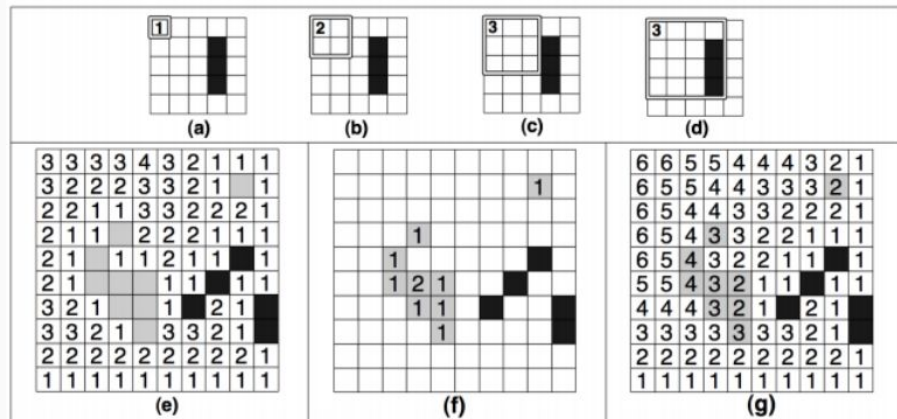 1 2 3 3
(a) (b) (c) (d)
3 3 3 3 4 3 2 1 1 1
3 2 2 2 3 3 2 1 1
2 2 1 1 3 3 2 2 2 1
2 1 1 2 2 2 1 1 1
2 1 1 1 2 1 1 1
2 1 1 1 1 1
3 2 1 1 2 1
3 3 2 1 3 3 2 1
2 2 2 2 2 2 2 2 2 1
1 1 1 1 1 1 1 1 1 1
(e)
1
1
1
1 2 1
1 1
1
(f)
6 6 5 5 4 4 4 3 2 1
6 5 5 4 4 3 3 3 2 1
6 5 4 4 3 3 2 2 2 1
6 5 4 3 3 2 2 1 1 1
6 5 4 3 2 2 1 1 1
5 5 4 3 2 1 1 1 1
4 4 4 3 2 1 2 1
3 3 3 3 3 3 3 2 1
2 2 2 2 2 2 2 2 2 1
1 1 1 1 1 1 1 1 1 1
(g)